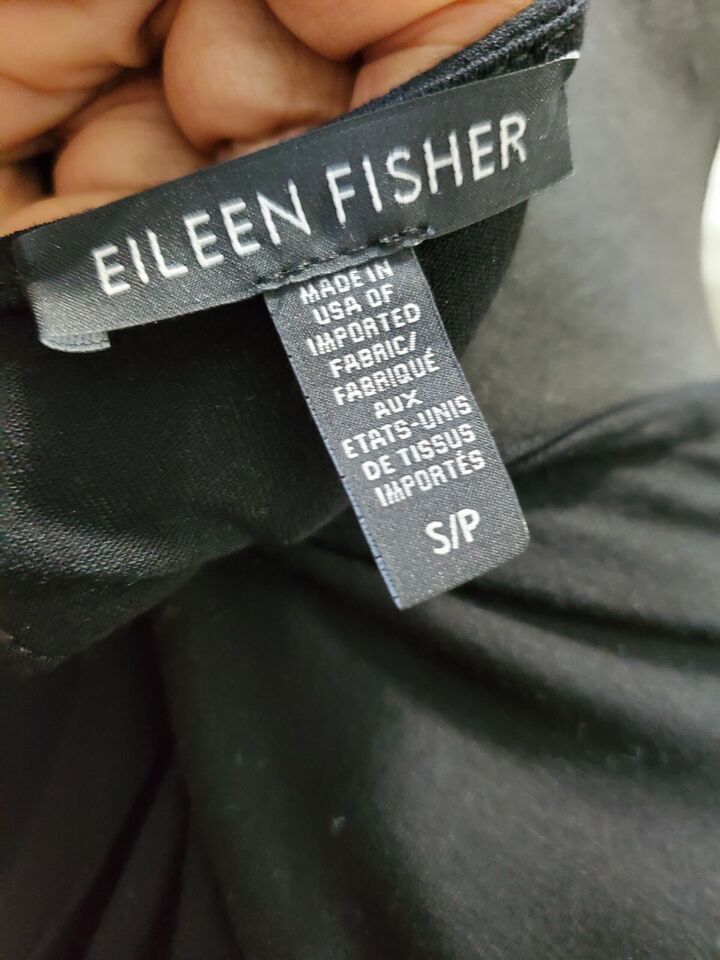 EILEEN FISHER
MADE IN
USA OF
IMPORTED
FABRIC/
FABRIQUÉ
AUX
ETATS-UNIS
DE TISSUS
IMPORTÉS
S/P